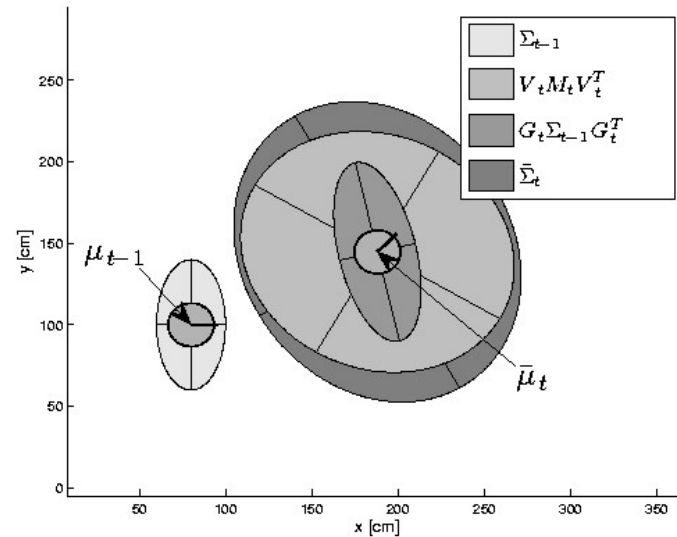 Σ_{t−1}
V_t M_t V_t^T
G_t Σ_{t−1} G_t^T
Σ̄_t
250
200
150
100
50
0
y [cm]
μ_{t−1}
μ̄_t
50
100
150
200
250
300
350
x [cm]